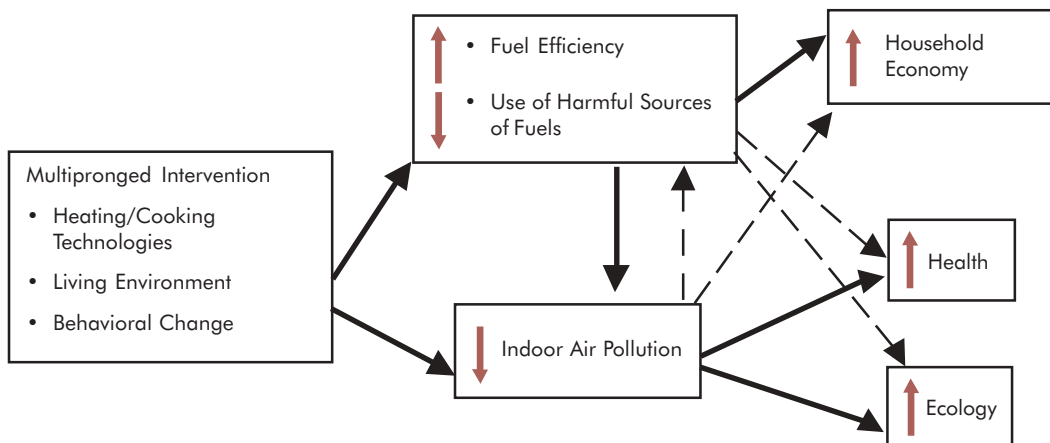 • Fuel Efficiency
• Use of Harmful Sources
of Fuels
Household
Economy
Multipronged Intervention
• Heating/Cooking
Technologies
• Living Environment
• Behavioral Change
Indoor Air Pollution
Health
Ecology